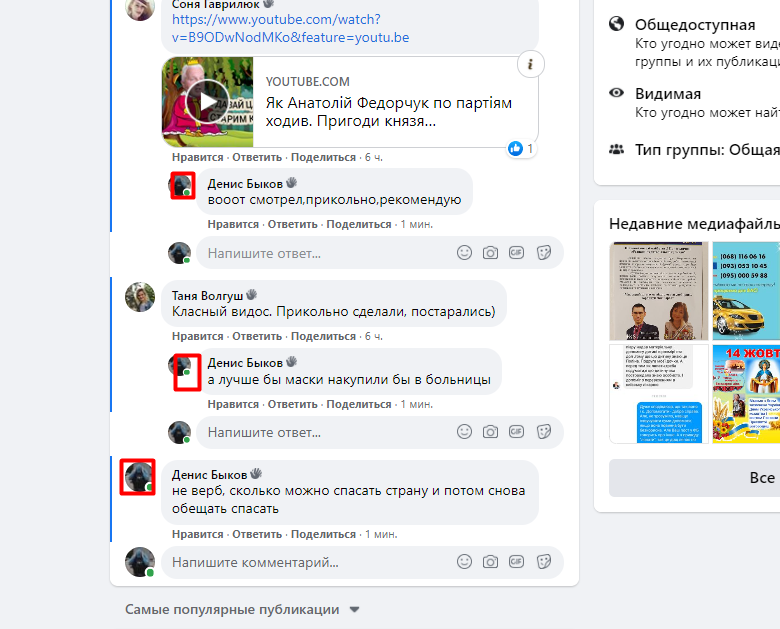 Соня Гаврилюк
https://www.youtube.com/watch?
v=B9ODwNodMKo&feature=youtu.be
YOUTUBE.COM
Як Анатолій Федорчук по партіям
ходив. Пригоди князя...
1
Нравится · Ответить · Поделиться · 6 ч.
Денис Быков
вооот смотрел,прикольно,рекомендую
Нравится · Ответить · Поделиться · 1 мин.
Напишите ответ...
GIF
Таня Волгуш
Класный видос. Прикольно сделали, постарались)
Нравится · Ответить · Поделиться · 6 ч.
Денис Быков
а лучше бы маски накупили бы в больницы
Нравится · Ответить · Поделиться · 1 мин.
Напишите ответ...
GIF
Денис Быков
не верб, сколько можно спасать страну и потом снова
обещать спасать
Нравится · Ответить · Поделиться · 1 мин.
Напишите комментарий...
GIF
Самые популярные публикации
Общедоступная
Кто угодно может виде
группы и их публикаци
Видимая
Кто угодно может найт
Тип группы: Общая
Недавние медиафайль
(068) 116 06 16
(093) 053 10 45
(095) 000 59 88
14 ЖОВТ
Все